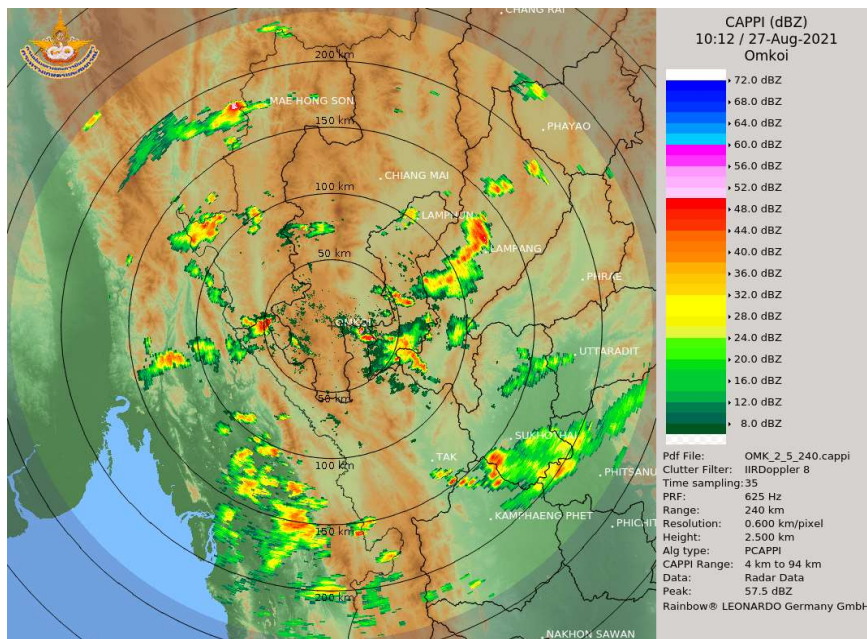 CHANG RAI
200 km
MAE HONG SON
150 km
PHAYAO
CHIANG MAI
100 km
LAMPHUN
50 km
LAMPANG
PHRAE
OMKOI
UTTARADIT
50 km
SUKHOTHAI
100 km
TAK
PHITSANU
KAMPHAENG PHET
PHICHIT
150 km
200 km
NAKHON SAWAN
CAPPI (dBZ)
10:12 / 27-Aug-2021
Omkoi
72.0 dBZ
68.0 dBZ
64.0 dBZ
60.0 dBZ
56.0 dBZ
52.0 dBZ
48.0 dBZ
44.0 dBZ
40.0 dBZ
36.0 dBZ
32.0 dBZ
28.0 dBZ
24.0 dBZ
20.0 dBZ
16.0 dBZ
12.0 dBZ
8.0 dBZ
Pdf File: OMK_2_5_240.cappi
Clutter Filter: IIRDoppler 8
Time sampling: 35
PRF: 625 Hz
Range: 240 km
Resolution: 0.600 km/pixel
Height: 2.500 km
Alg type: PCAPPI
CAPPI Range: 4 km to 94 km
Data: Radar Data
Peak: 57.5 dBZ
Rainbow® LEONARDO Germany GmbH